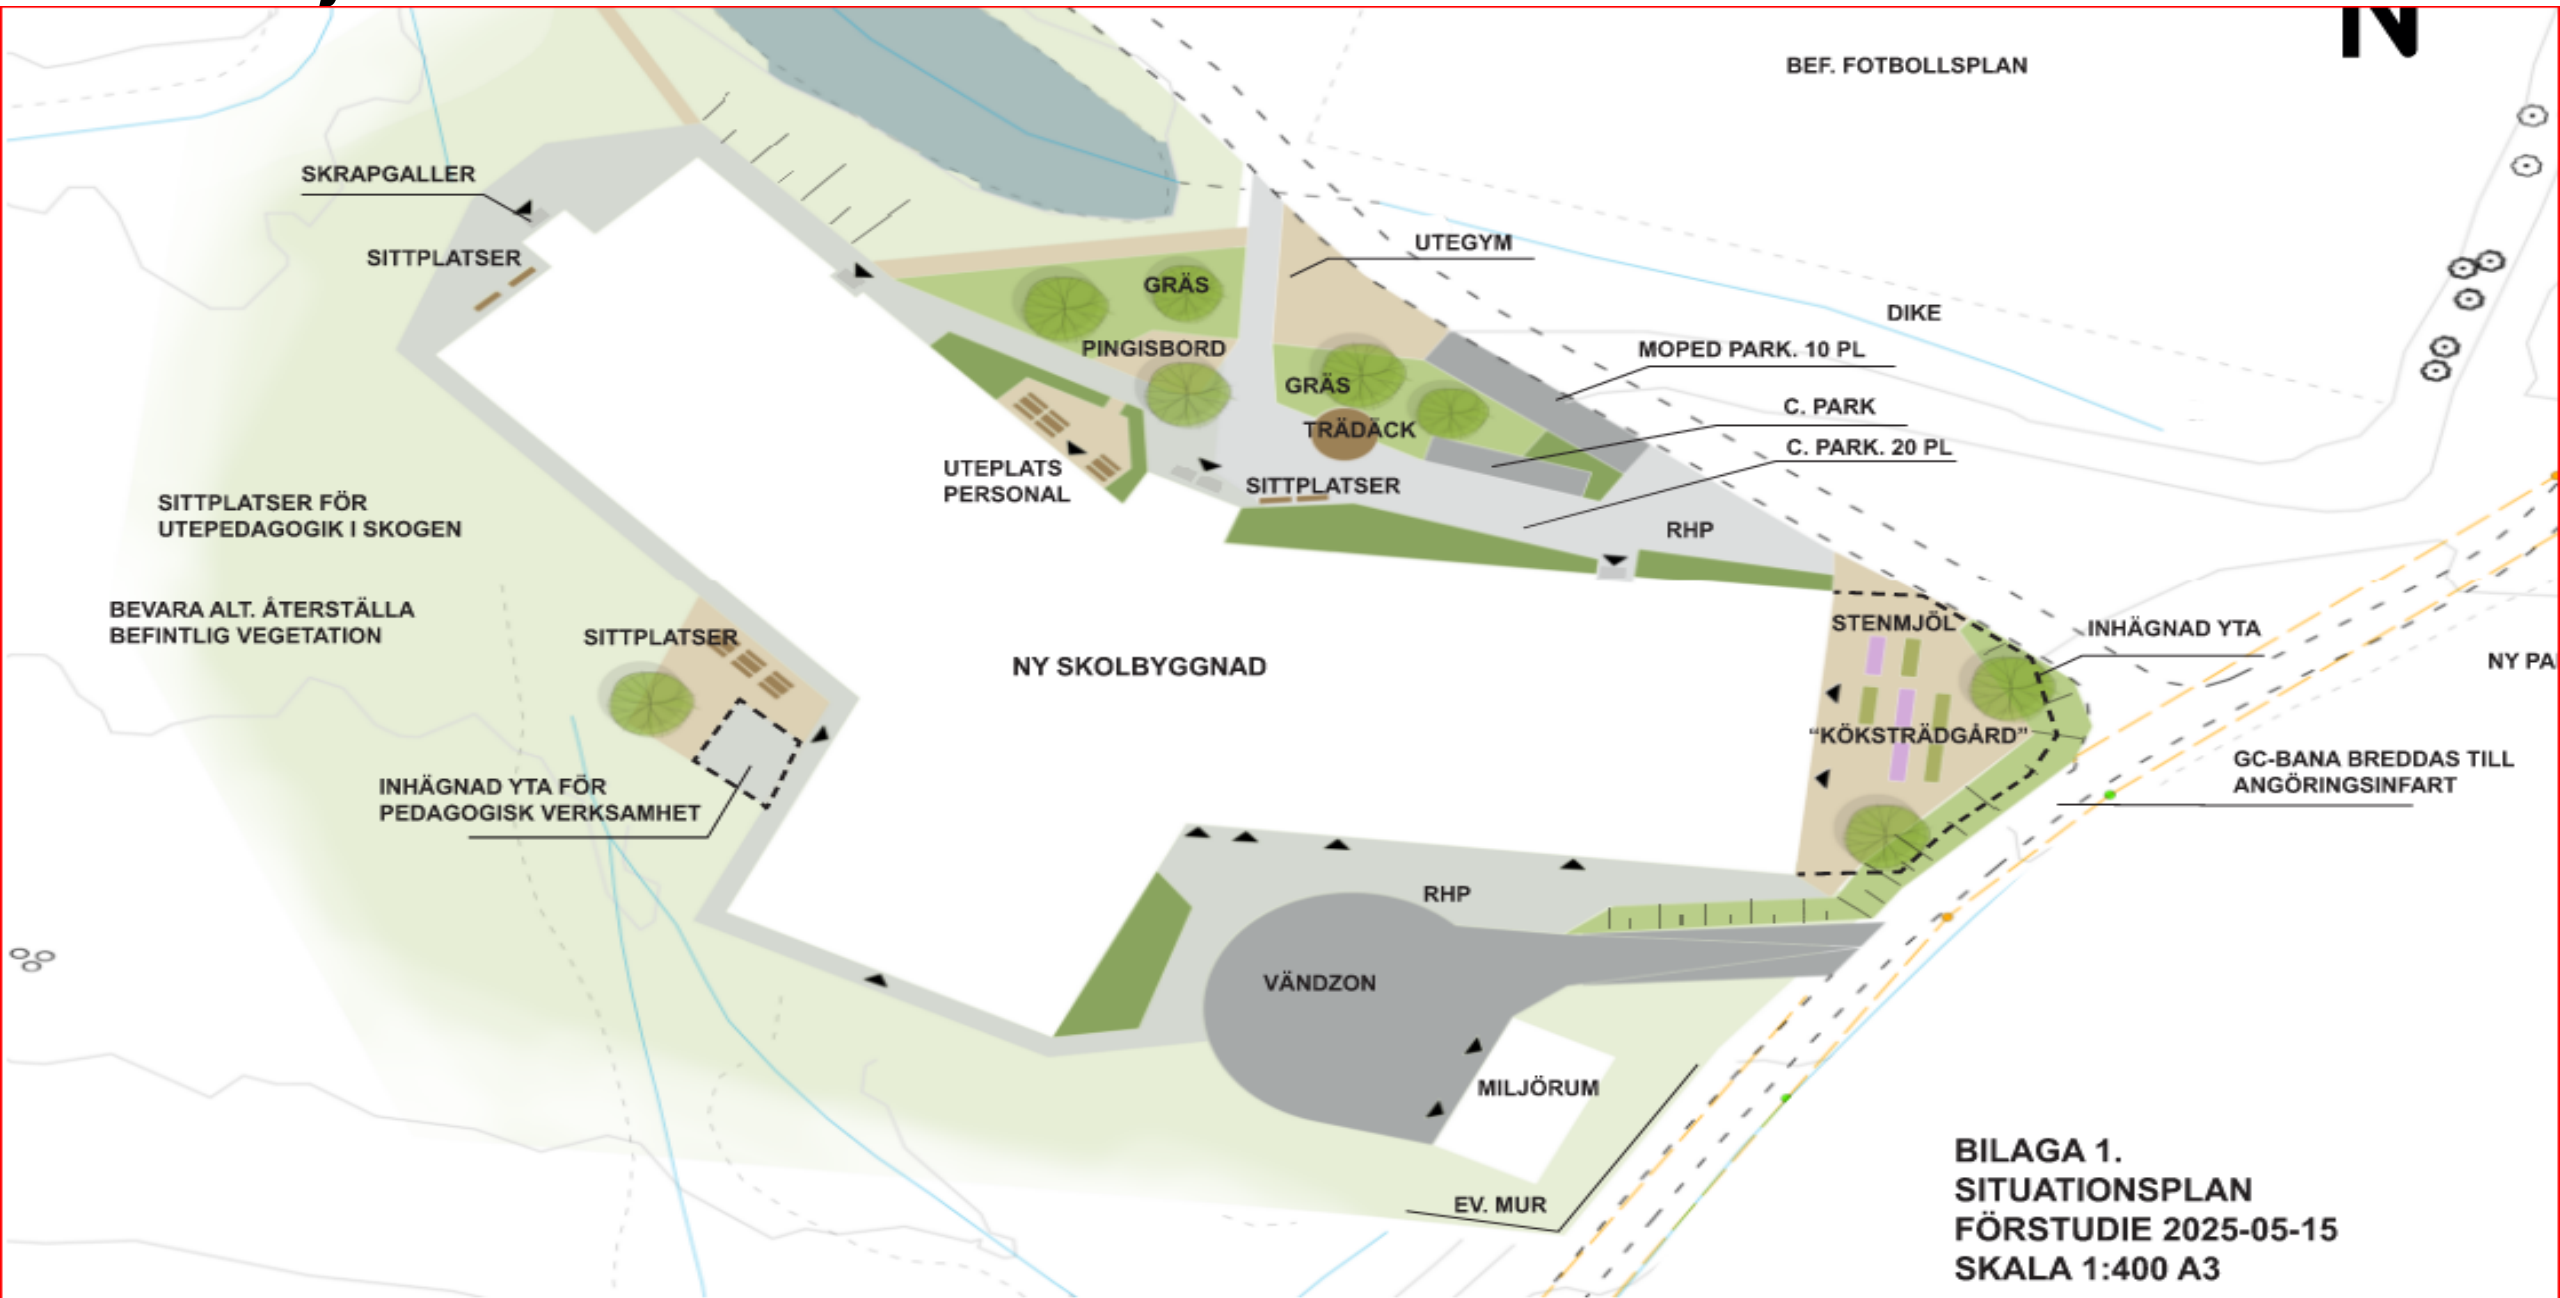 N
BEF. FOTBOLLSPLAN
SKRAPGALLER
SITTPLATSER
UTEGYM
GRÄS
DIKE
PINGISBORD
MOPED PARK. 10 PL
GRÄS
C. PARK
TRÄDÄCK
C. PARK. 20 PL
UTEPLATS
PERSONAL
SITTPLATSER
RHP
SITTPLATSER FÖR
UTEPEDAGOGIK I SKOGEN
BEVARA ALT. ÅTERSTÄLLA
BEFINTLIG VEGETATION
SITTPLATSER
NY SKOLBYGGNAD
STENMJÖL
INHÄGNAD YTA
NY PA
“KÖKSTRÄDGÅRD”
INHÄGNAD YTA FÖR
PEDAGOGISK VERKSAMHET
GC-BANA BREDDAS TILL
ANGÖRINGSINFART
RHP
VÄNDZON
MILJÖRUM
EV. MUR
BILAGA 1.
SITUATIONSPLAN
FÖRSTUDIE 2025-05-15
SKALA 1:400 A3